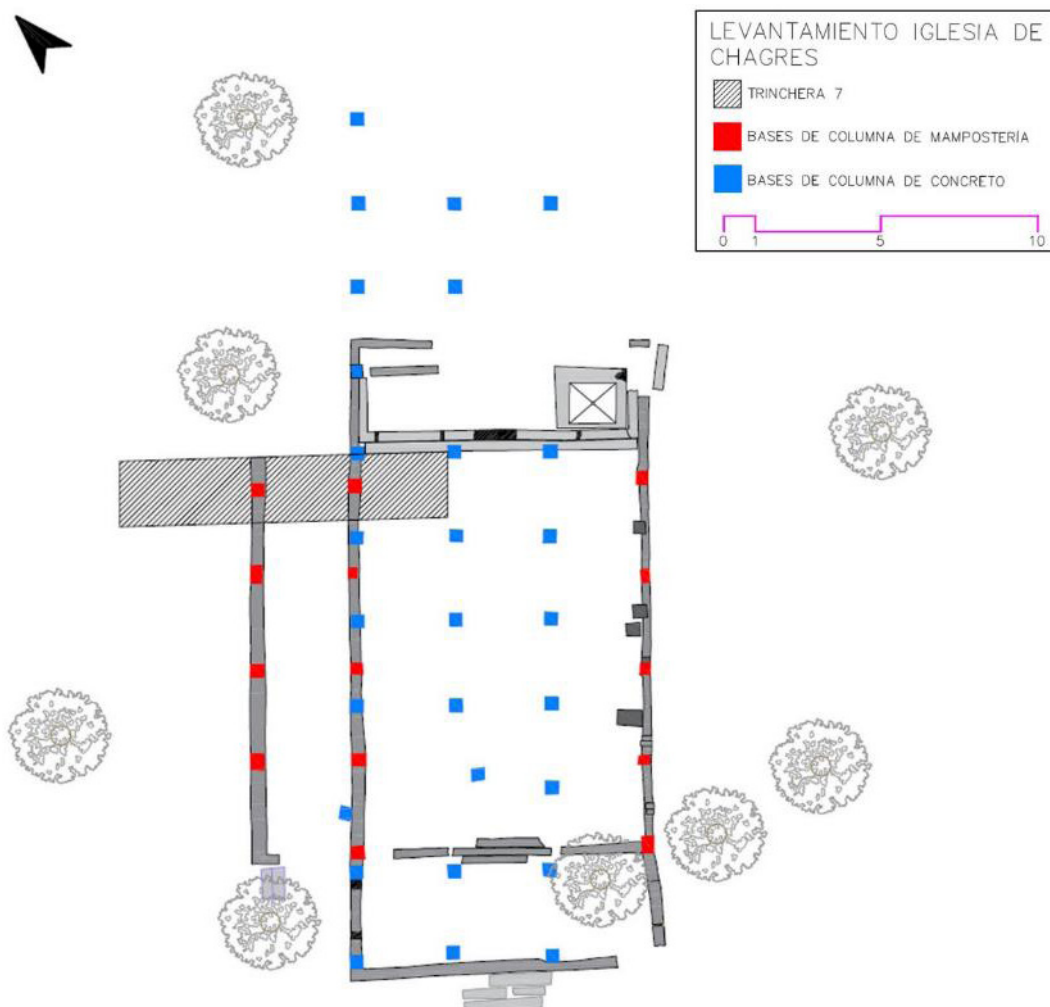 LEVANTAMIENTO IGLESIA DE
CHAGRES
TRINCHERA 7
BASES DE COLUMNA DE MAMPOSTERÍA
BASES DE COLUMNA DE CONCRETO
0 1 5 10